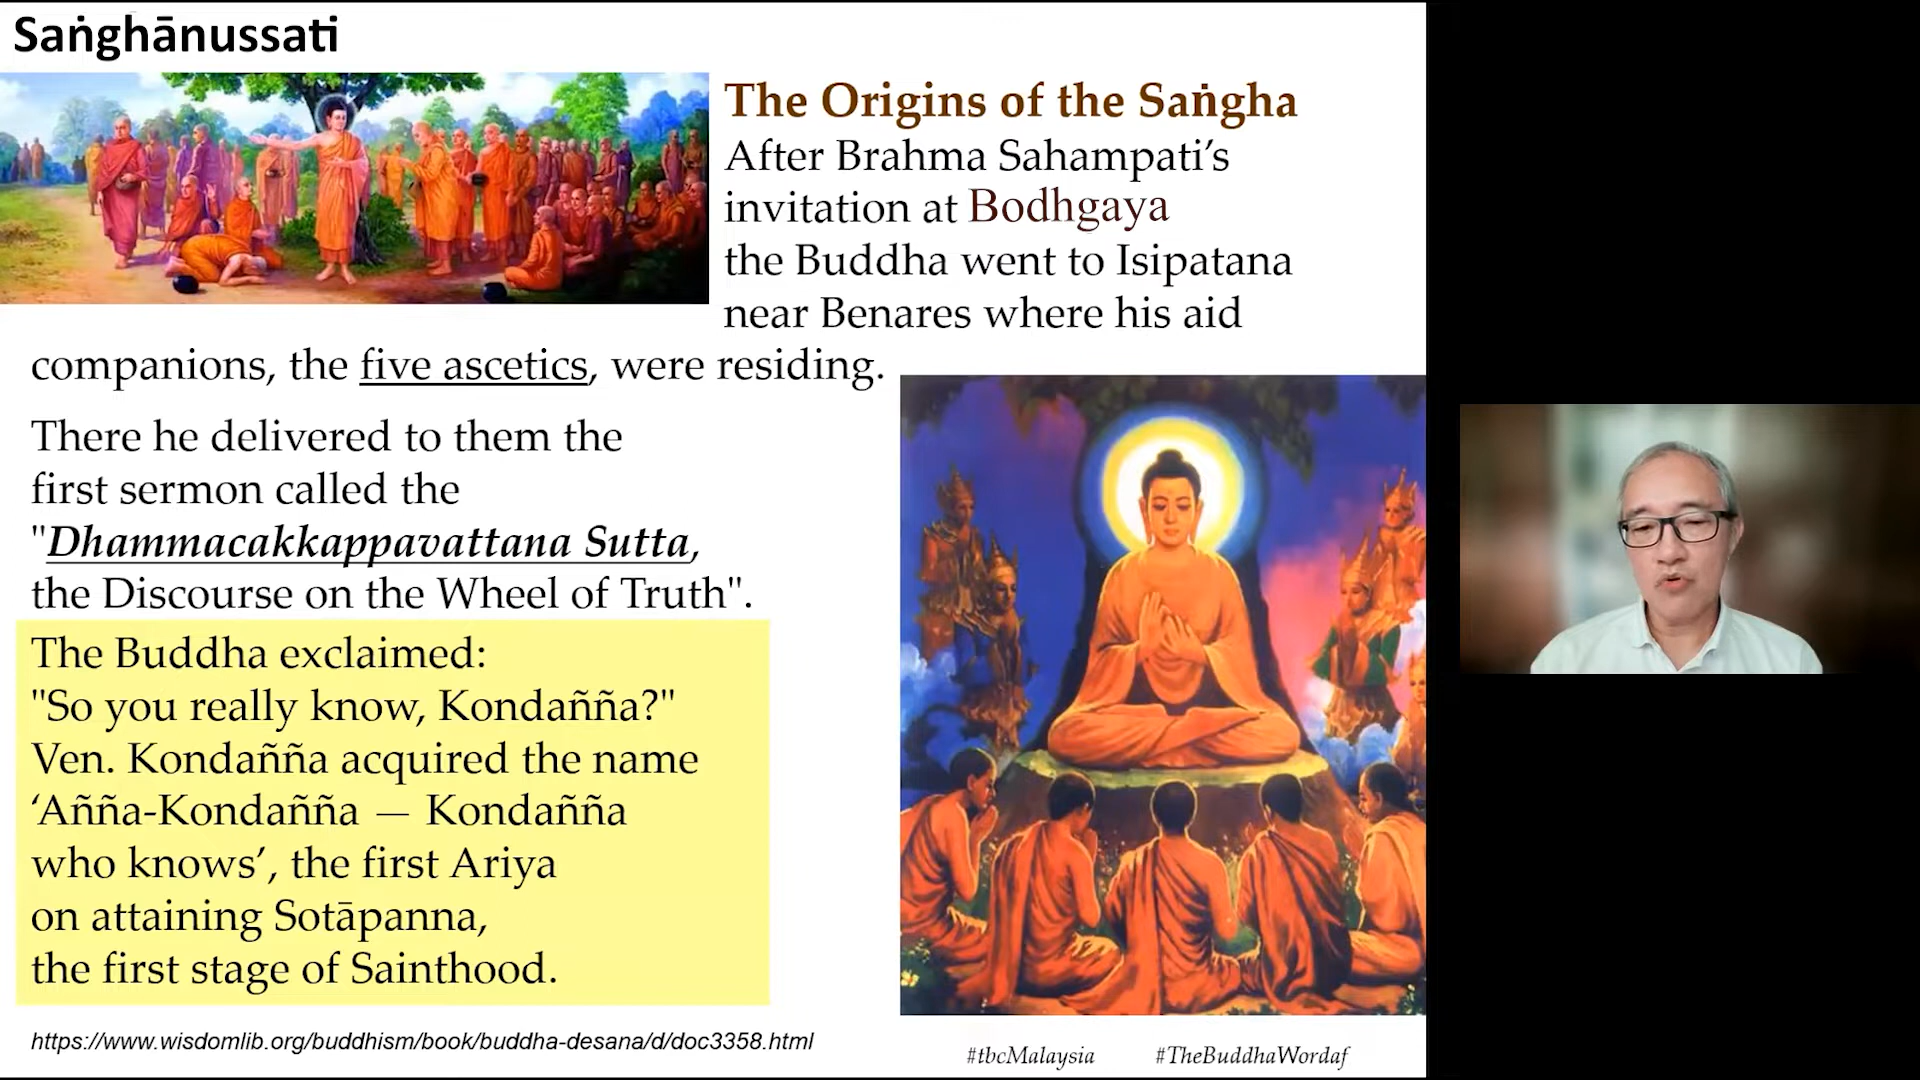 Saṅghānussati
The Origins of the Saṅgha
After Brahma Sahampati’s
invitation at Bodhgaya
the Buddha went to Isipatana
near Benares where his aid
companions, the five ascetics, were residing.
There he delivered to them the
first sermon called the
"Dhammacakkappavattana Sutta,
the Discourse on the Wheel of Truth".
The Buddha exclaimed:
"So you really know, Kondañña?"
Ven. Kondañña acquired the name
‘Añña-Kondañña — Kondañña
who knows’, the first Ariya
on attaining Sotāpanna,
the first stage of Sainthood.
https://www.wisdomlib.org/buddhism/book/buddha-desana/d/doc3358.html
#tbcMalaysia #TheBuddhaWordaf